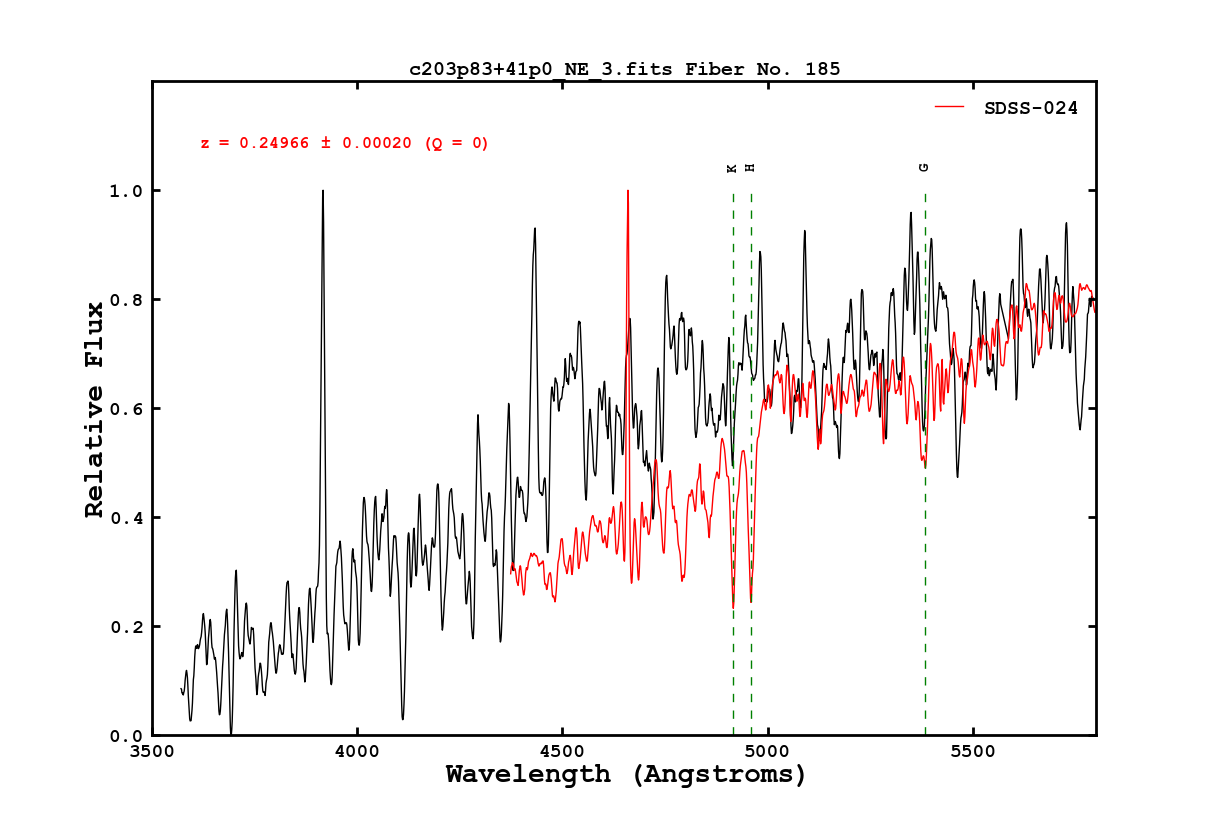 c203p83+41p0_NE_3.fits Fiber No. 185
SDSS-024
z = 0.24966 ± 0.00020 (Q = 0)
K H G
1.0
0.8
0.6
0.4
0.2
0.0
Relative Flux
3500 4000 4500 5000 5500
Wavelength (Angstroms)